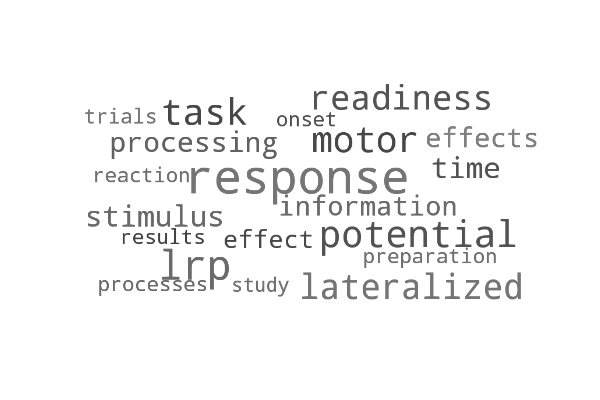 readiness
trials task onset
processing motor effects
reaction response time
stimulus information
results effect potential
lrp preparation
processes study lateralized